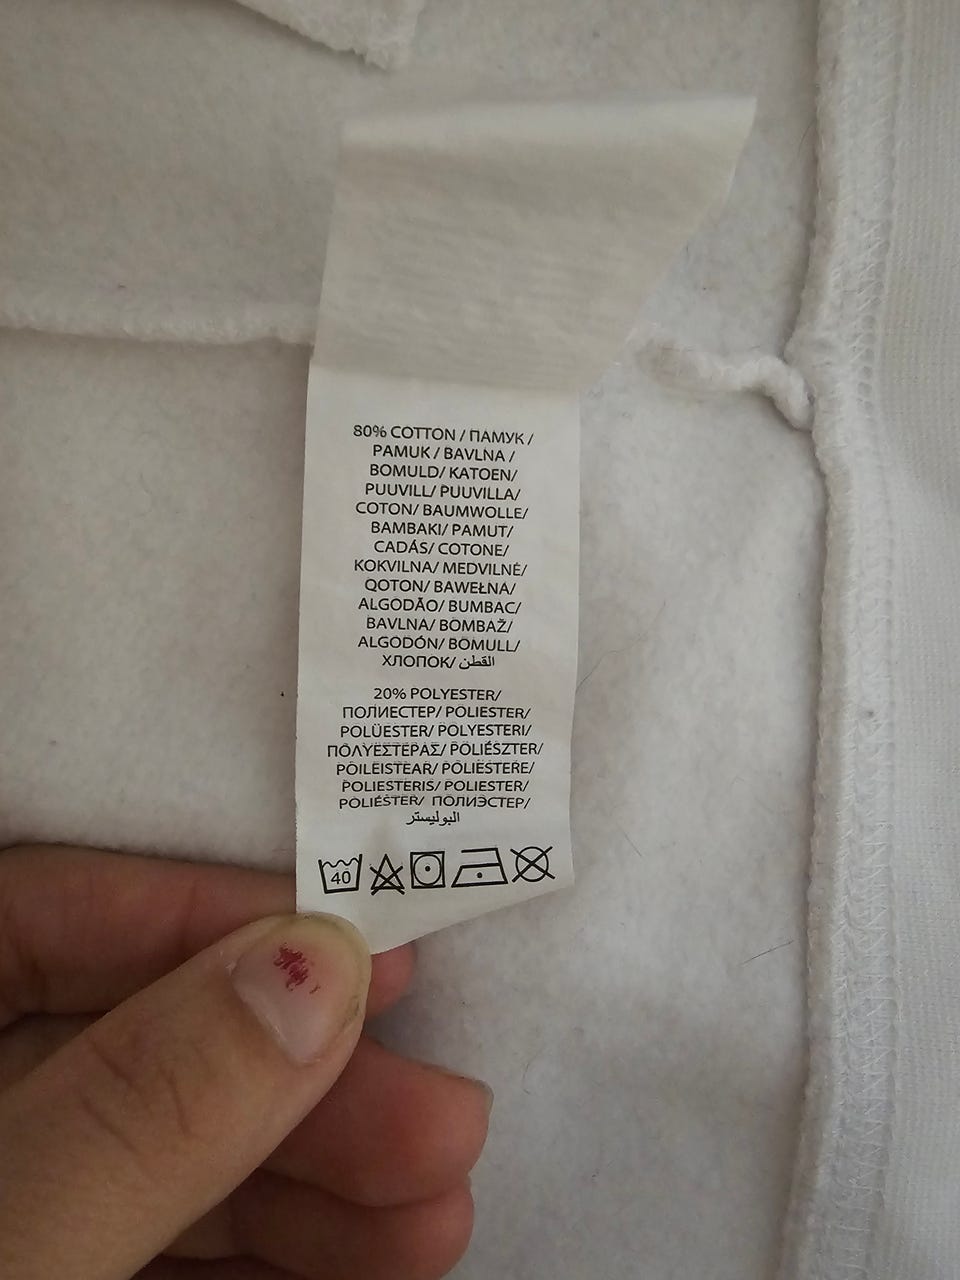 80% COTTON / ПАМУК /
PAMUK / BAVLNA /
BOMULD/ KATOEN/
PUUVILL/ PUUVILLA/
COTON/ BAUMWOLLE/
BAMBAKI/ PAMUT/
CADÁS/ COTONE/
KOKVILNA/ MEDVILNĖ/
QOTON/ BAWEŁNA/
ALGODÃO/ BUMBAC/
BAVLNA/ BOMBAŽ/
ALGODÓN/ BOMULL/
ХЛОПОК/ القطن/
20% POLYESTER/
ПОЛИЕСТЕР/ POLIESTER/
POLÜESTER/ POLYESTERI/
ΠΟΛΥΕΣΤΕΡΑΣ/ POLIÉSZTER/
POILEISTEAR/ POLIESTERE/
POLIESTERIS/ POLIESTER/
POLIÉSTER/ ПОЛИЭСТЕР/
البوليستر
40